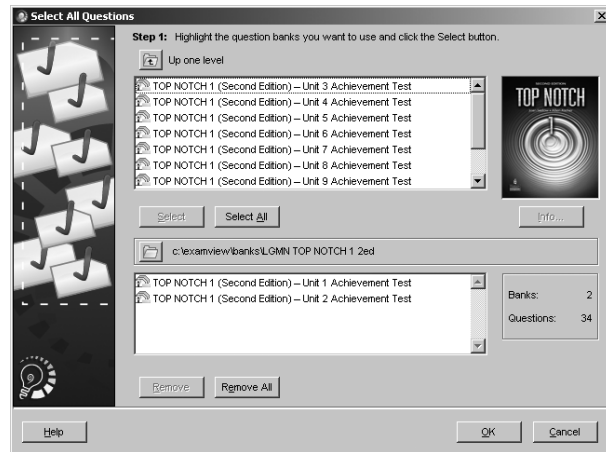 Select All Questions
Step 1: Highlight the question banks you want to use and click the Select button.
Up one level
TOP NOTCH 1 (Second Edition) – Unit 3 Achievement Test
TOP NOTCH 1 (Second Edition) – Unit 4 Achievement Test
TOP NOTCH 1 (Second Edition) – Unit 5 Achievement Test
TOP NOTCH 1 (Second Edition) – Unit 6 Achievement Test
TOP NOTCH 1 (Second Edition) – Unit 7 Achievement Test
TOP NOTCH 1 (Second Edition) – Unit 8 Achievement Test
TOP NOTCH 1 (Second Edition) – Unit 9 Achievement Test
SECOND EDITION
TOP NOTCH
Select Select All Info...
c:\examview\banks\LGMN TOP NOTCH 1 2ed
TOP NOTCH 1 (Second Edition) – Unit 1 Achievement Test
TOP NOTCH 1 (Second Edition) – Unit 2 Achievement Test
Banks: 2
Questions: 34
Remove Remove All
Help OK Cancel